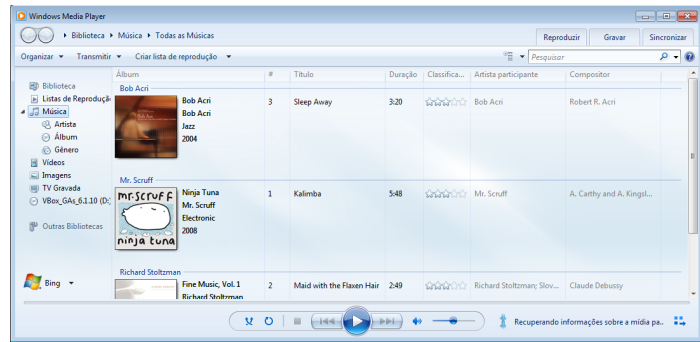 Windows Media Player
Biblioteca ▸ Música ▸ Todas as Músicas
Reproduzir Gravar Sincronizar
Organizar Transmitir Criar lista de reprodução Pesquisar
Álbum # Título Duração Classifica... Artista participante Compositor
Biblioteca
Listas de Reproduçã
Música
Artista
Álbum
Gênero
Vídeos
Imagens
TV Gravada
VBox_GAs_6.1.10 (D:)
Outras Bibliotecas
Bing
Bob Acri
Bob Acri 3 Sleep Away 3:20 Bob Acri Robert R. Acri
Bob Acri
Jazz
2004
Mr. Scruff
mr.scruff
ninja tuna
Ninja Tuna 1 Kalimba 5:48 Mr. Scruff A. Carthy and A. Kingsl...
Mr. Scruff
Electronic
2008
Richard Stoltzman
Fine Music, Vol. 1 2 Maid with the Flaxen Hair 2:49 Richard Stoltzman; Slov... Claude Debussy
Richard Stoltzman
Recuperando informações sobre a mídia pa..